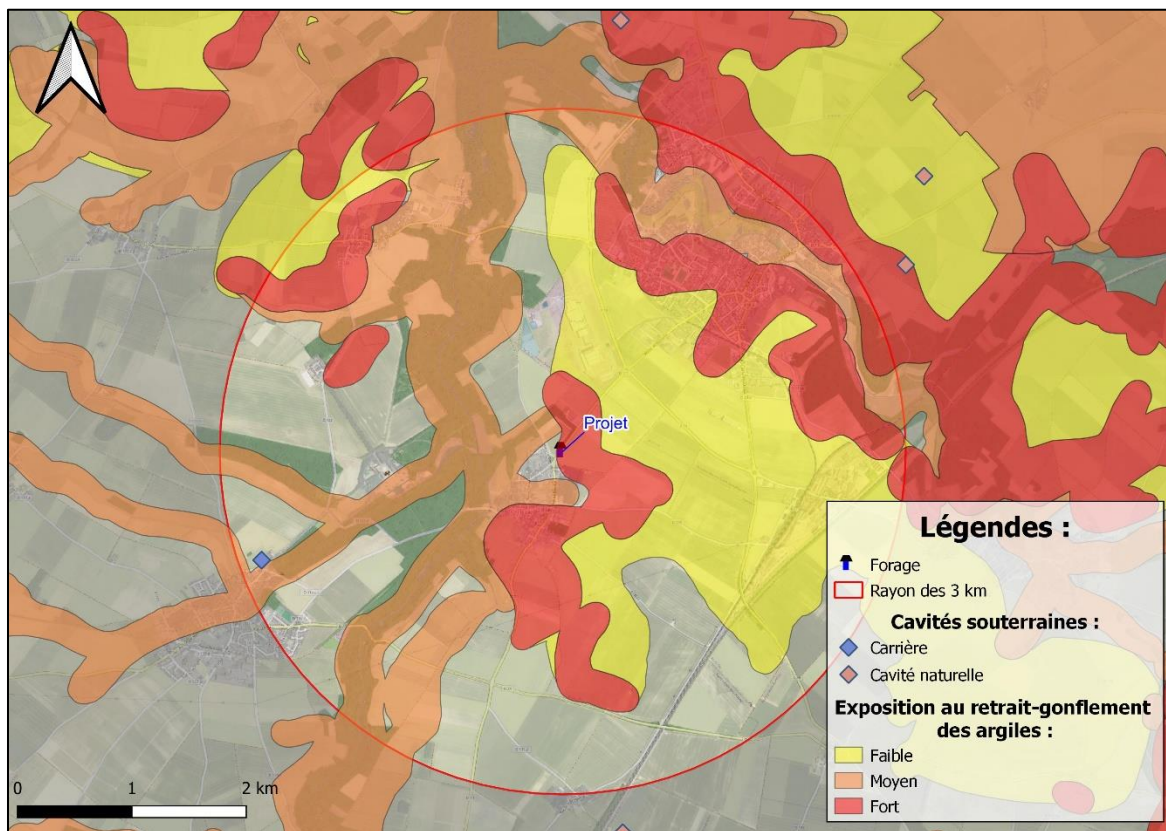 Projet
Légendes :
Forage
Rayon des 3 km
Cavités souterraines :
Carrière
Cavité naturelle
Exposition au retrait-gonflement
des argiles :
Faible
Moyen
Fort
0 1 2 km